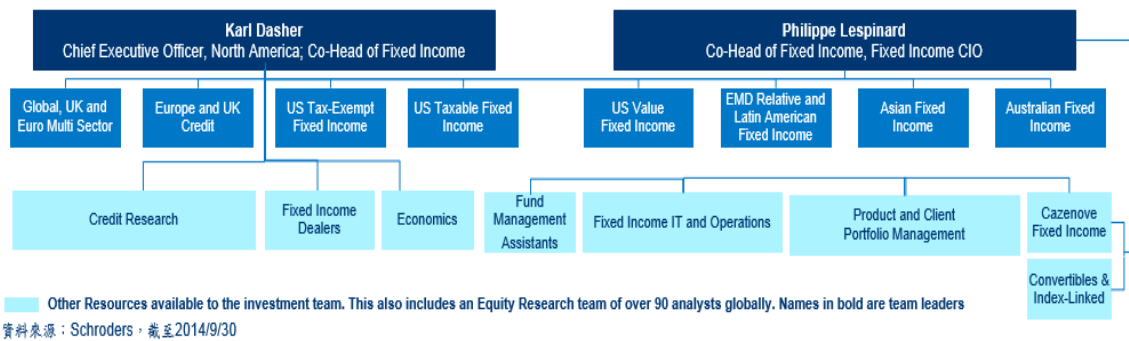 Karl Dasher
Chief Executive Officer, North America; Co-Head of Fixed Income
Philippe Lespinard
Co-Head of Fixed Income, Fixed Income CIO
Global, UK and
Euro Multi Sector
Europe and UK
Credit
US Tax-Exempt
Fixed Income
US Taxable Fixed
Income
US Value
Fixed Income
EMD Relative and
Latin American
Fixed Income
Asian Fixed
Income
Australian Fixed
Income
Credit Research
Fixed Income
Dealers
Economics
Fund
Management
Assistants
Fixed Income IT and Operations
Product and Client
Portfolio Management
Cazenove
Fixed Income
Convertibles &
Index-Linked
Other Resources available to the investment team. This also includes an Equity Research team of over 90 analysts globally. Names in bold are team leaders
資料來源：Schroders，截至2014/9/30